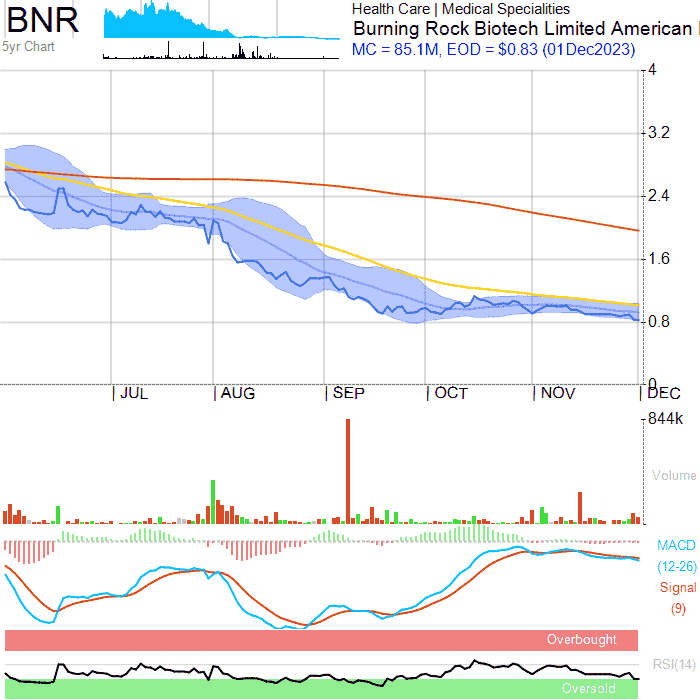 BNR
5yr Chart
Health Care | Medical Specialities
Burning Rock Biotech Limited American
MC = 85.1M, EOD = $0.83 (01Dec2023)
4
3.2
2.4
1.6
0.8
0
JUL AUG SEP OCT NOV DEC
844k
Volume
MACD
(12-26)
Signal
(9)
Overbought
RSI(14)
Oversold